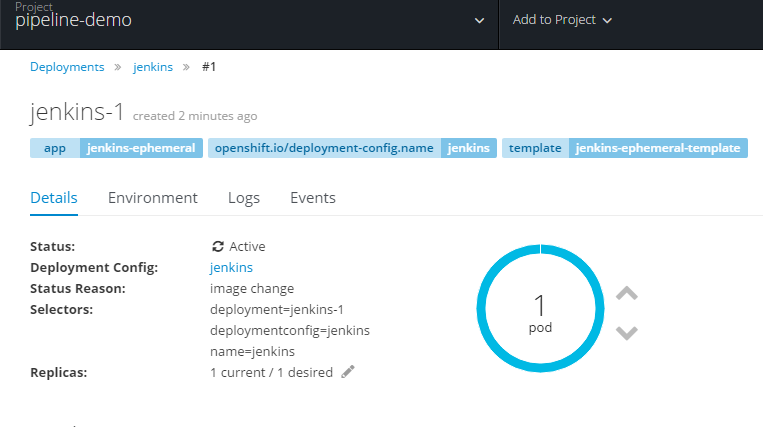 Project
pipeline-demo
Add to Project
Deployments » jenkins » #1
jenkins-1 created 2 minutes ago
app jenkins-ephemeral openshift.io/deployment-config.name jenkins template jenkins-ephemeral-template
Details Environment Logs Events
Status: Active
Deployment Config: jenkins
Status Reason: image change
Selectors: deployment=jenkins-1
deploymentconfig=jenkins
name=jenkins
Replicas: 1 current / 1 desired
1
pod